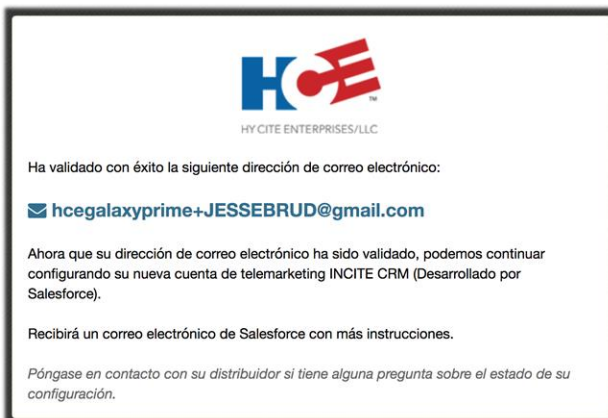 HCE
TM
HY CITE ENTERPRISES/LLC
Ha validado con éxito la siguiente dirección de correo electrónico:
hcegalaxyprime+JESSEBRUD@gmail.com
Ahora que su dirección de correo electrónico ha sido validado, podemos continuar
configurando su nueva cuenta de telemarketing INCITE CRM (Desarrollado por
Salesforce).
Recibirá un correo electrónico de Salesforce con más instrucciones.
Póngase en contacto con su distribuidor si tiene alguna pregunta sobre el estado de su
configuración.